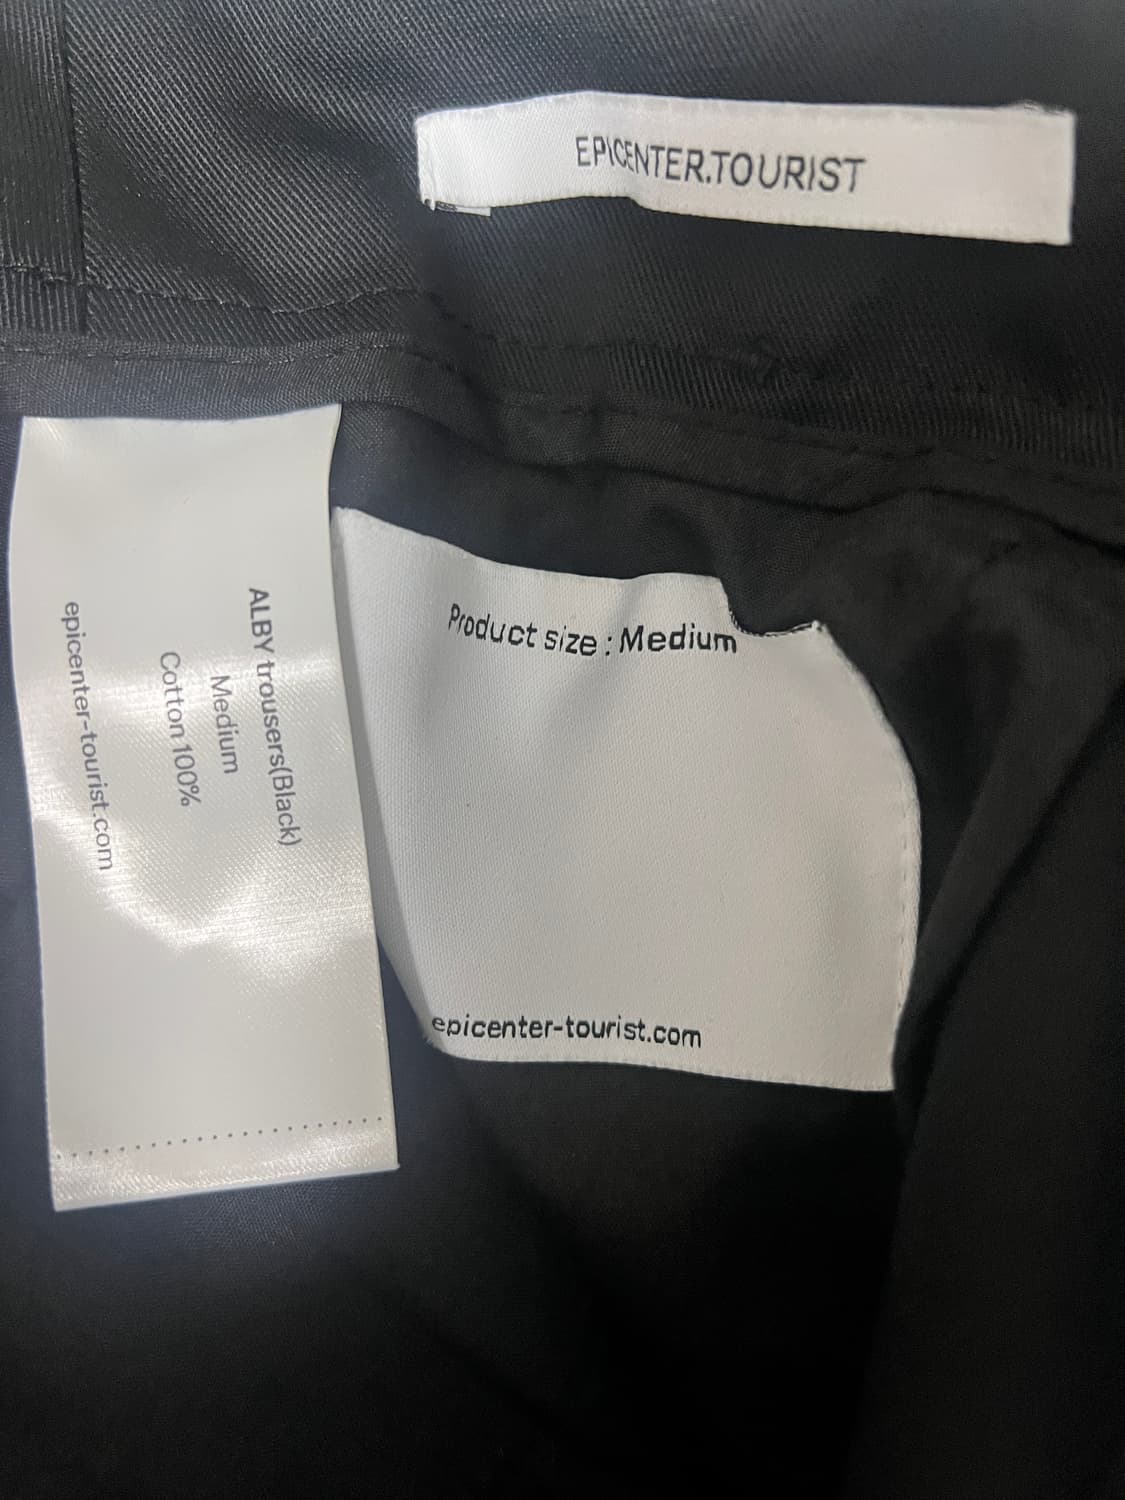 EPICENTER.TOURIST
Product size : Medium
epicenter-tourist.com
ALBY trousers(Black)
Medium
Cotton 100%
epicenter-tourist.com